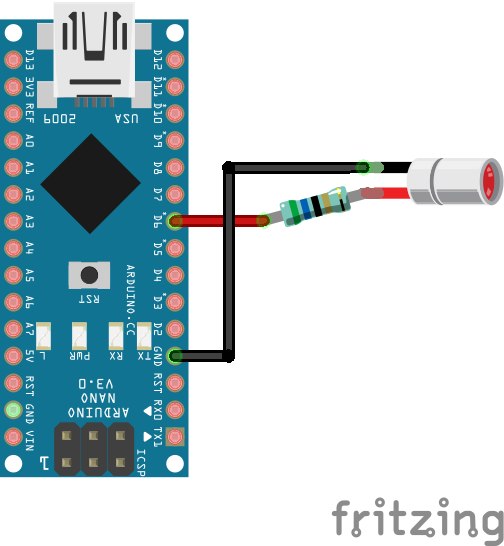 USA
2009
D13
3V3
REF
A0
A1
A2
A3
A4
A5
A6
A7
5V
RST
GND
VIN
D12
D11
D10
D9
D8
D7
D6
D5
D4
D3
D2
GND
RST
RX0
TX1
RST
ARDUINO.CC
L
PWR
RX
TX
ARDUINO
NANO
V3.0
ICSP
1
fritzing